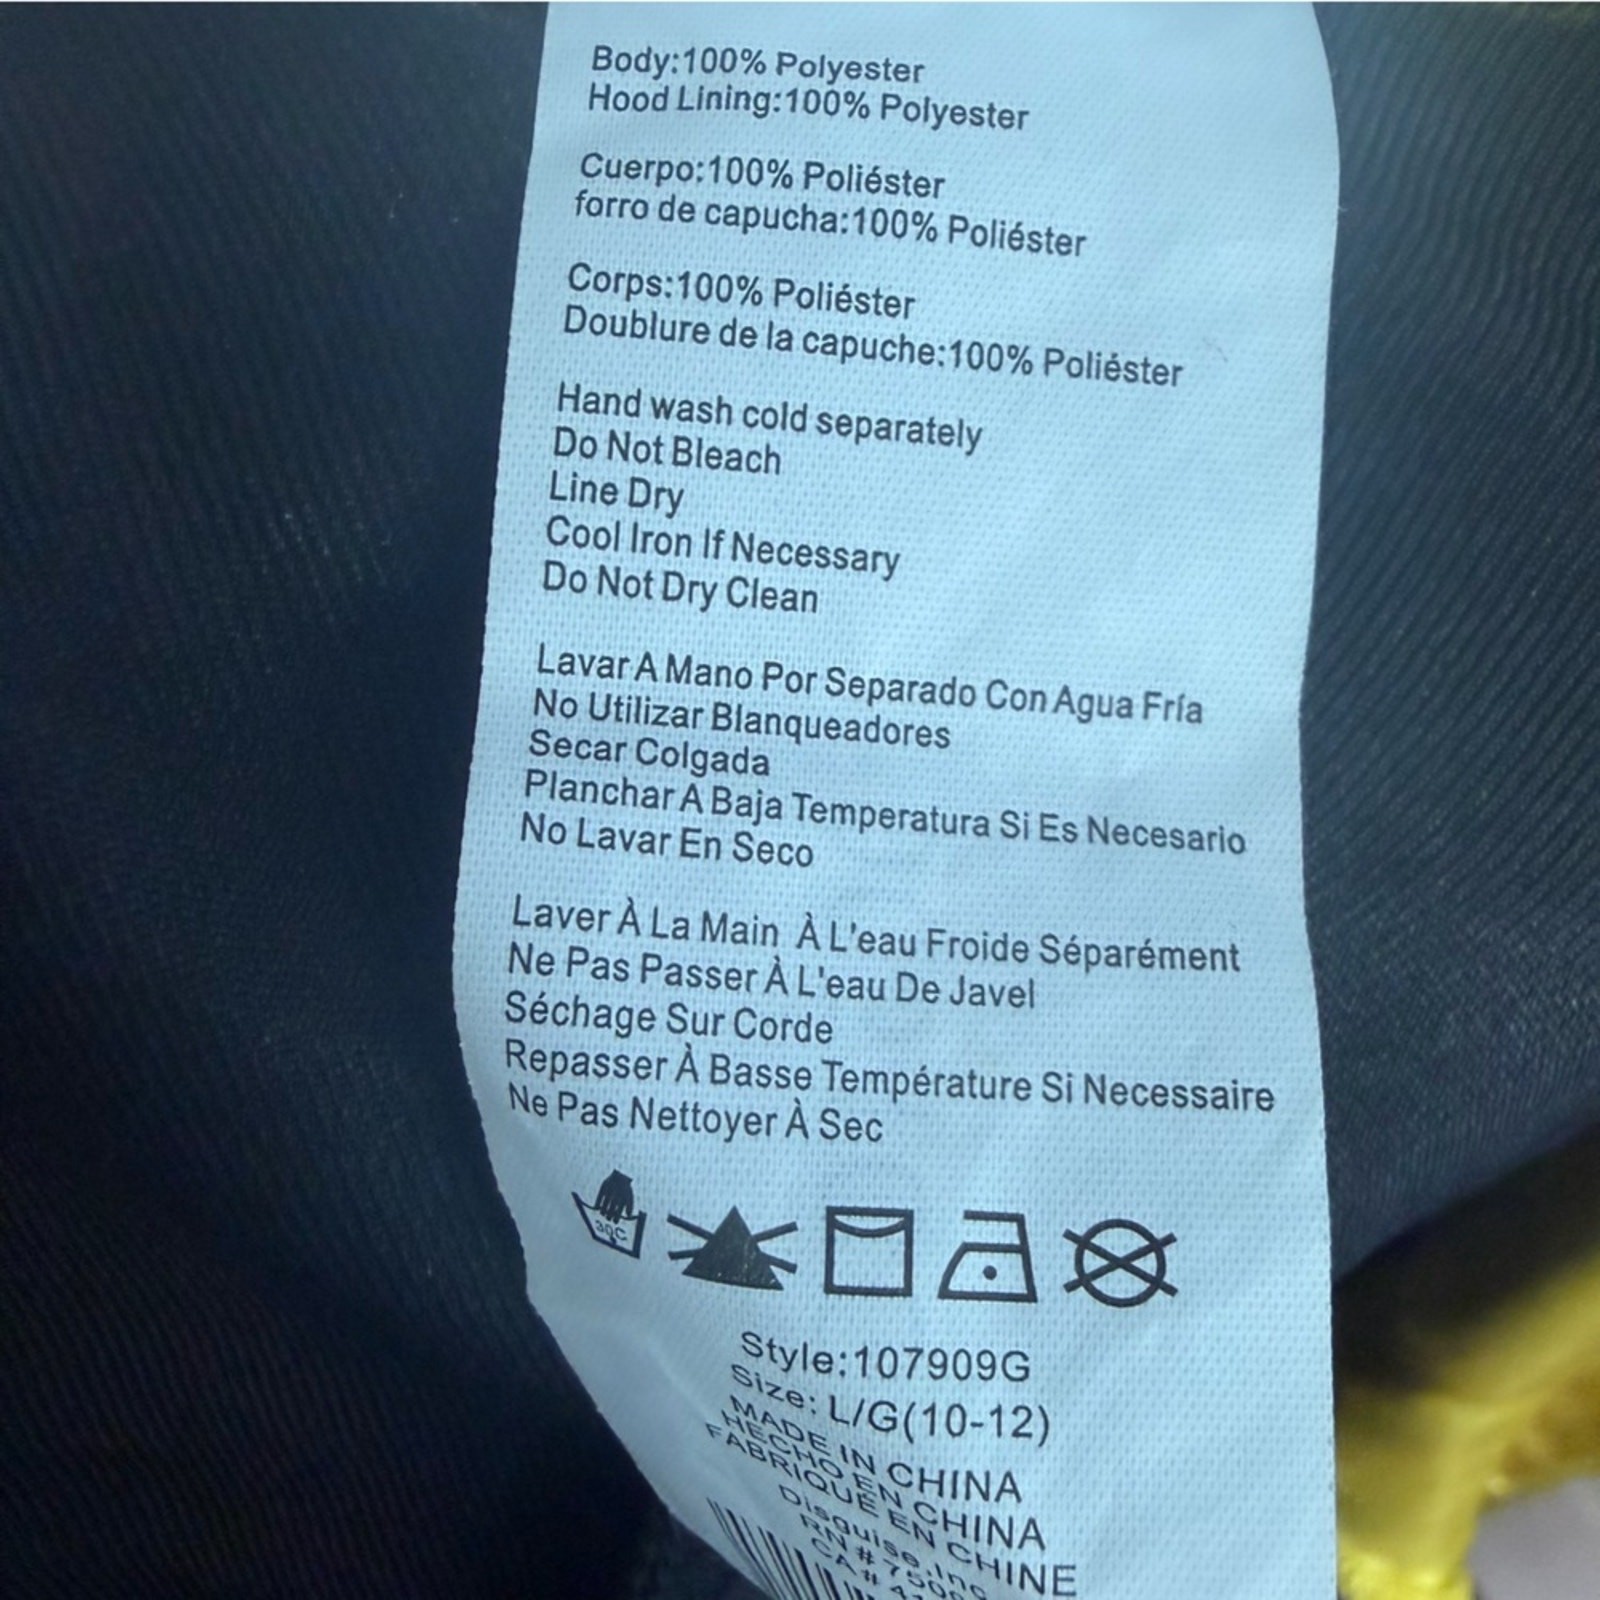 Body:100% Polyester
Hood Lining:100% Polyester
Cuerpo:100% Poliéster
forro de capucha:100% Poliéster
Corps:100% Poliéster
Doublure de la capuche:100% Poliéster
Hand wash cold separately
Do Not Bleach
Line Dry
Cool Iron If Necessary
Do Not Dry Clean
Lavar A Mano Por Separado Con Agua Fría
No Utilizar Blanqueadores
Secar Colgada
Planchar A Baja Temperatura Si Es Necesario
No Lavar En Seco
Laver À La Main À L'eau Froide Séparément
Ne Pas Passer À L'eau De Javel
Séchage Sur Corde
Repasser À Basse Température Si Necessaire
Ne Pas Nettoyer À Sec
30C
Style:107909G
Size: L/G(10-12)
MADE IN CHINA
HECHO EN CHINA
FABRIQUÉ EN CHINE
Disguise,Inc
RN #
CA #